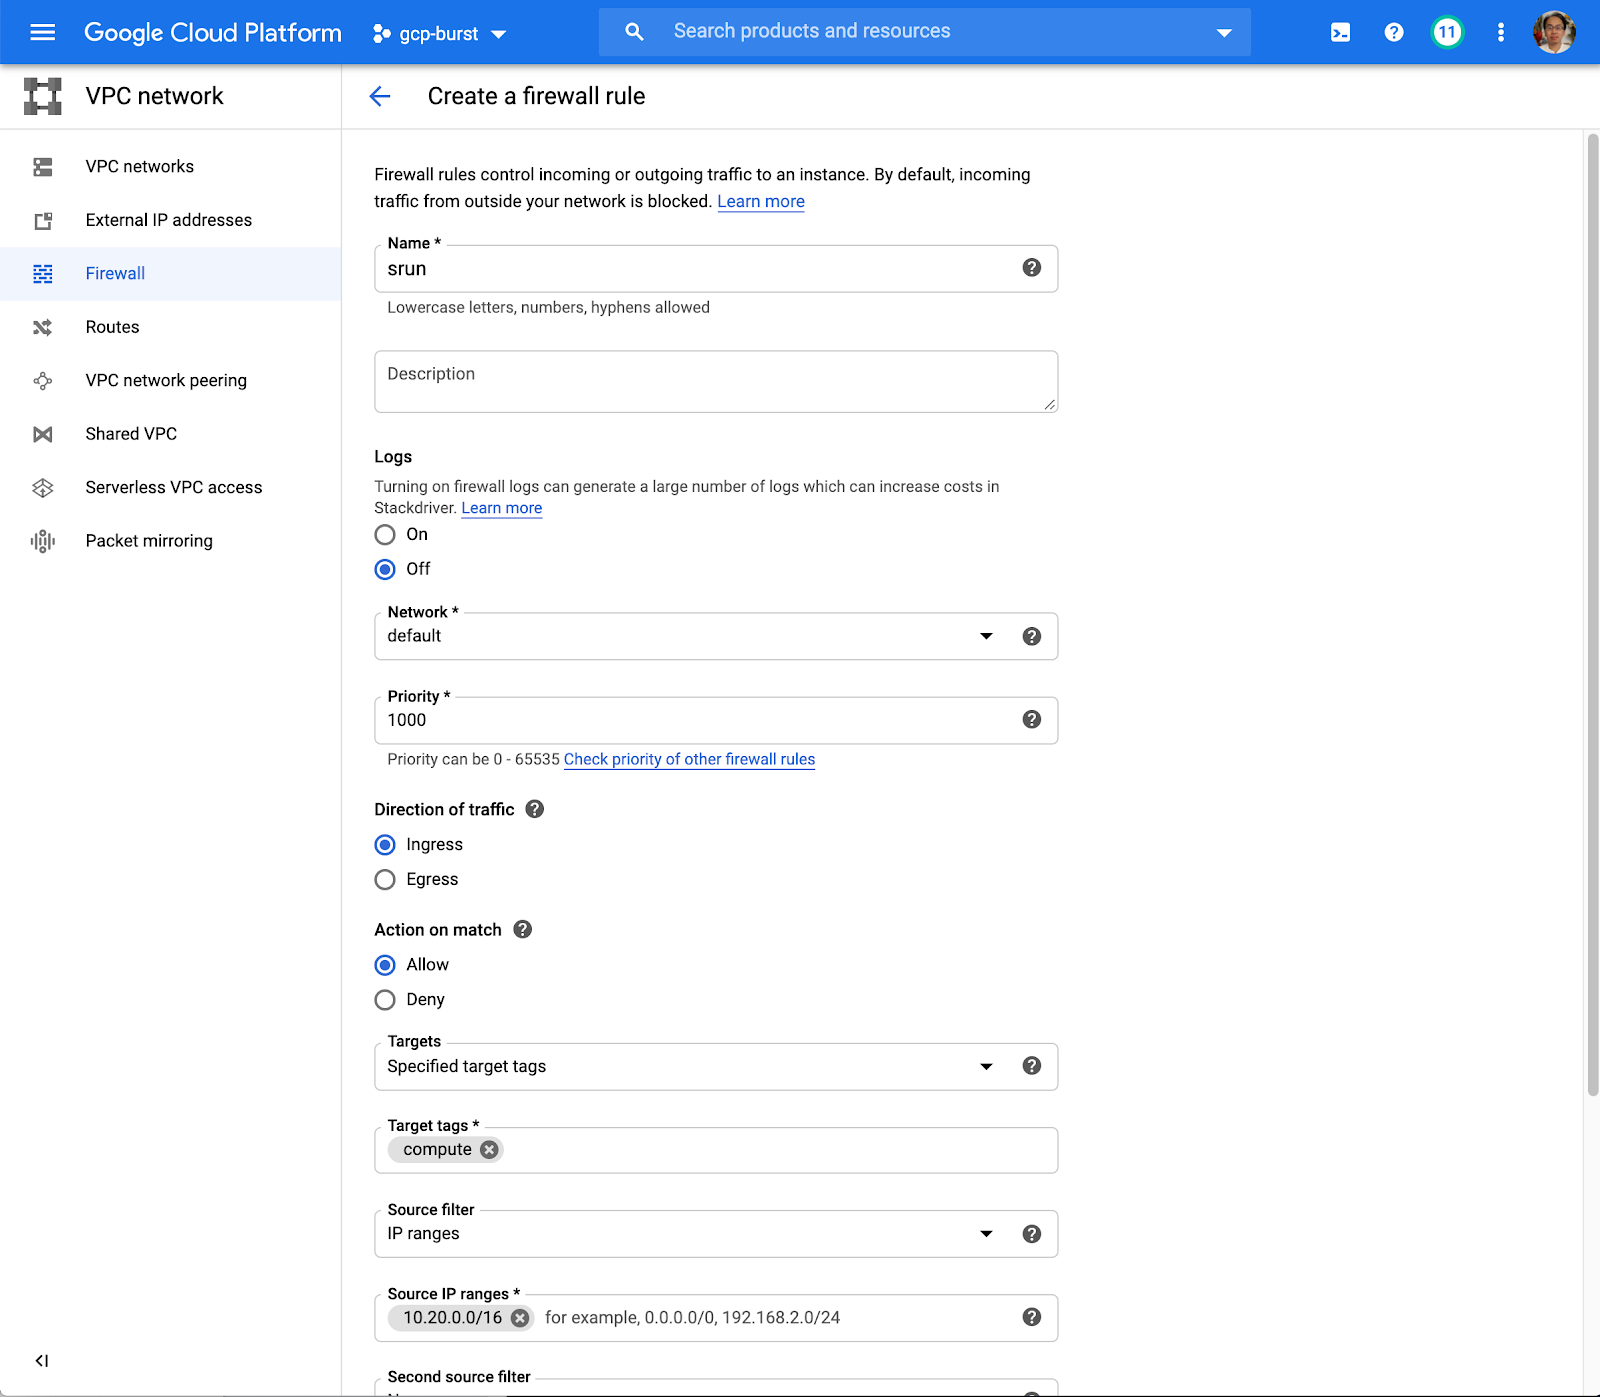 Google Cloud Platform
gcp-burst
Search products and resources
11
VPC network
Create a firewall rule
VPC networks
External IP addresses
Firewall
Routes
VPC network peering
Shared VPC
Serverless VPC access
Packet mirroring
Firewall rules control incoming or outgoing traffic to an instance. By default, incoming
traffic from outside your network is blocked. Learn more
Name *
srun
Lowercase letters, numbers, hyphens allowed
Description
Logs
Turning on firewall logs can generate a large number of logs which can increase costs in
Stackdriver. Learn more
On
Off
Network *
default
Priority *
1000
Priority can be 0 - 65535 Check priority of other firewall rules
Direction of traffic
Ingress
Egress
Action on match
Allow
Deny
Targets
Specified target tags
Target tags *
compute
Source filter
IP ranges
Source IP ranges *
10.20.0.0/16 for example, 0.0.0.0/0, 192.168.2.0/24
Second source filter